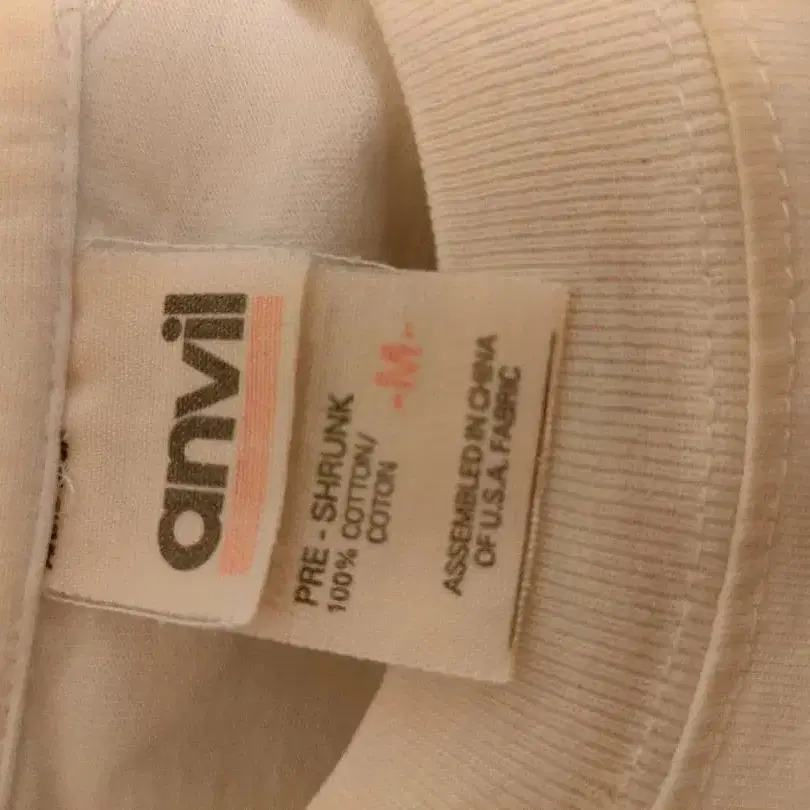 anvil
-M-
PRE - SHRUNK
100% COTTON/
COTON
ASSEMBLED IN CHINA
OF U.S.A. FABRIC